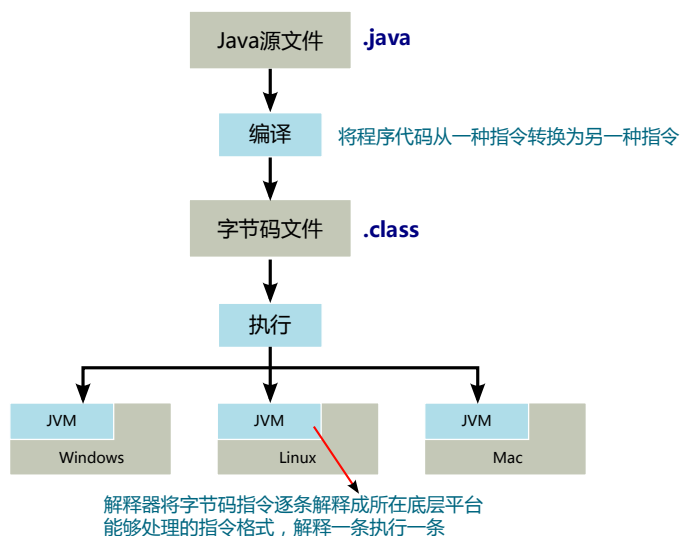 Java源文件
.java
编译
将程序代码从一种指令转换为另一种指令
字节码文件
.class
执行
JVM
JVM
JVM
Windows
Linux
Mac
解释器将字节码指令逐条解释成所在底层平台
能够处理的指令格式，解释一条执行一条